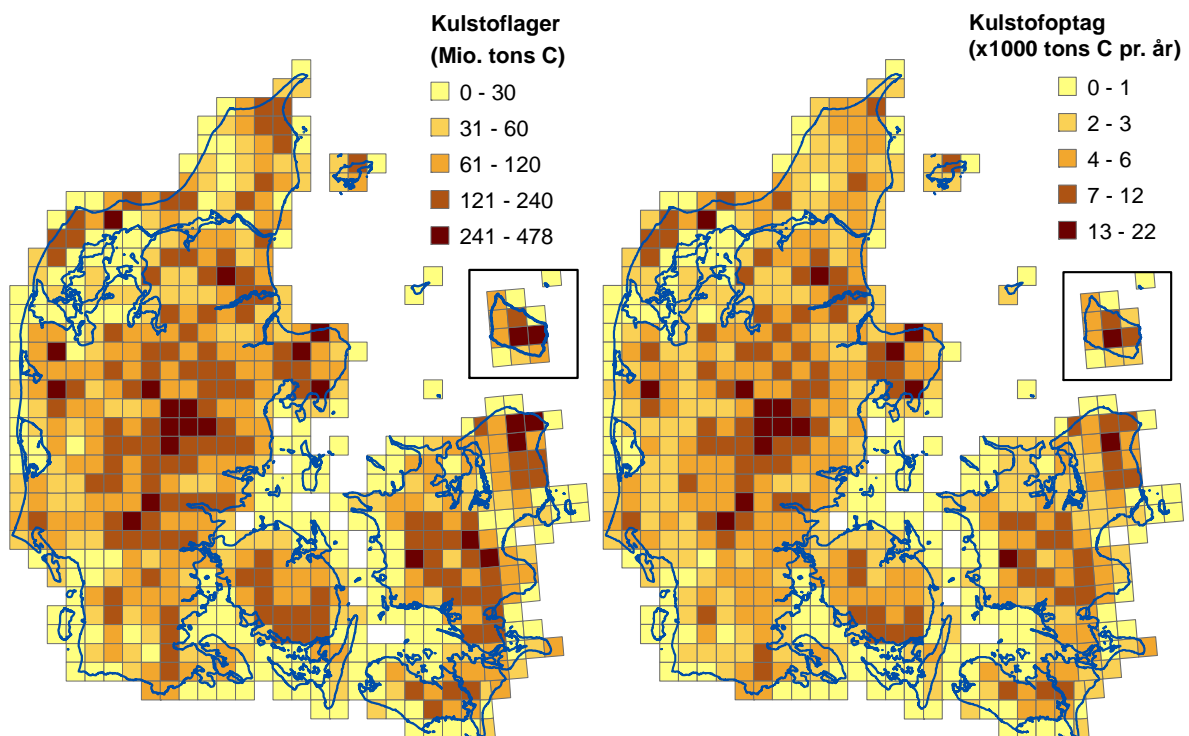 Kulstoflager
(Mio. tons C)
0 - 30
31 - 60
61 - 120
121 - 240
241 - 478
Kulstofoptag
(x1000 tons C pr. år)
0 - 1
2 - 3
4 - 6
7 - 12
13 - 22